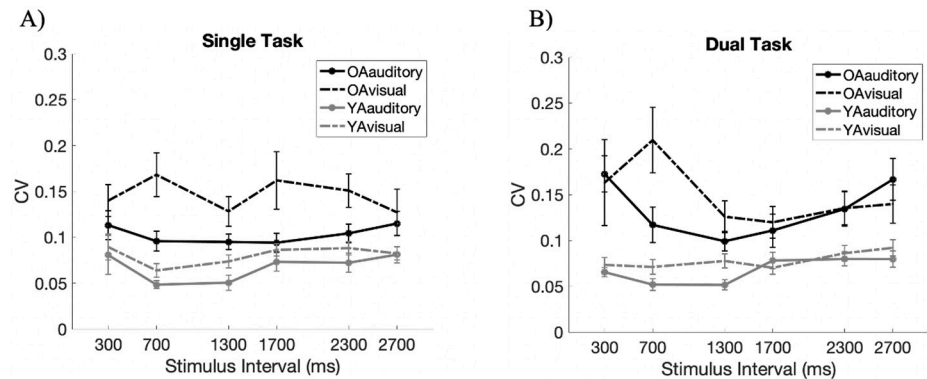 A)
Single Task
0.3
0.25
0.2
0.15
0.1
0.05
0
CV
OAauditory
OAvisual
YAauditory
YAvisual
300 700 1300 1700 2300 2700
Stimulus Interval (ms)
B)
Dual Task
0.3
0.25
0.2
0.15
0.1
0.05
0
CV
OAauditory
OAvisual
YAauditory
YAvisual
300 700 1300 1700 2300 2700
Stimulus Interval (ms)